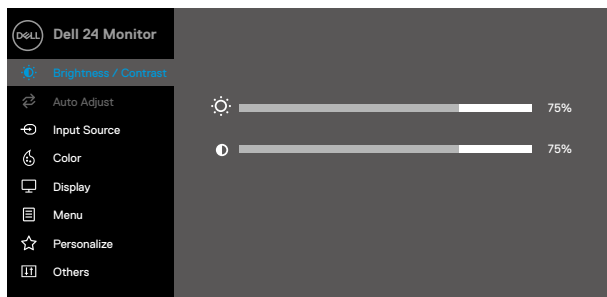 DELL Dell 24 Monitor
Brightness / Contrast
Auto Adjust
75%
Input Source
Color
75%
Display
Menu
Personalize
Others